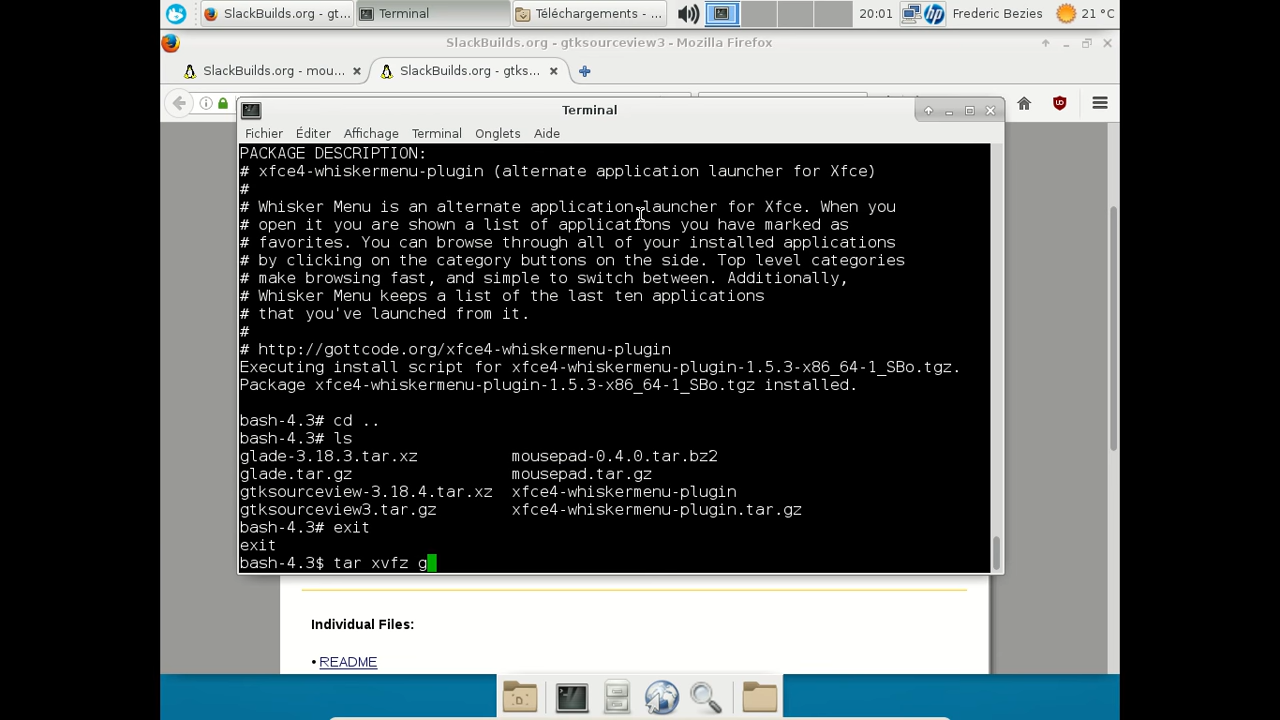 SlackBuilds.org - gt...
Terminal
Téléchargements - ...
20:01
Frederic Bezies
21 °C
SlackBuilds.org - gtksourceview3 - Mozilla Firefox
SlackBuilds.org - mou...
SlackBuilds.org - gtks...
Terminal
Fichier Éditer Affichage Terminal Onglets Aide
PACKAGE DESCRIPTION:
# xfce4-whiskermenu-plugin (alternate application launcher for Xfce)
#
# Whisker Menu is an alternate application launcher for Xfce. When you
# open it you are shown a list of applications you have marked as
# favorites. You can browse through all of your installed applications
# by clicking on the category buttons on the side. Top level categories
# make browsing fast, and simple to switch between. Additionally,
# Whisker Menu keeps a list of the last ten applications
# that you've launched from it.
#
# http://gottcode.org/xfce4-whiskermenu-plugin
Executing install script for xfce4-whiskermenu-plugin-1.5.3-x86_64-1_SBo.tgz.
Package xfce4-whiskermenu-plugin-1.5.3-x86_64-1_SBo.tgz installed.
bash-4.3# cd ..
bash-4.3# ls
glade-3.18.3.tar.xz mousepad-0.4.0.tar.bz2
glade.tar.gz mousepad.tar.gz
gtksourceview-3.18.4.tar.xz xfce4-whiskermenu-plugin
gtksourceview3.tar.gz xfce4-whiskermenu-plugin.tar.gz
bash-4.3# exit
exit
bash-4.3$ tar xvfz g
Individual Files:
• README